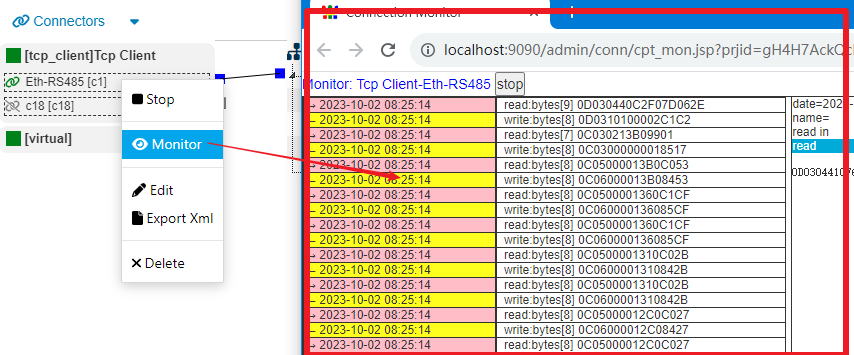 Connectors
[tcp_client]Tcp Client
Eth-RS485 [c1]
c18 [c18]
[virtual]
Stop
Monitor
Edit
Export Xml
Delete
Connection Monitor
localhost:9090/admin/conn/cpt_mon.jsp?prjid=gH4H7AckQc
Monitor: Tcp Client-Eth-RS485 stop
2023-10-02 08:25:14 read:bytes[9] 0D030440C2F07D062E
2023-10-02 08:25:14 write:bytes[8] 0D0310100002C1C2
2023-10-02 08:25:14 read:bytes[7] 0C030213B09901
2023-10-02 08:25:14 write:bytes[8] 0C03000000018517
2023-10-02 08:25:14 read:bytes[8] 0C05000013B0C053
2023-10-02 08:25:14 write:bytes[8] 0C06000013B08453
2023-10-02 08:25:14 read:bytes[8] 0C0500001360C1CF
2023-10-02 08:25:14 write:bytes[8] 0C060000136085CF
2023-10-02 08:25:14 read:bytes[8] 0C0500001360C1CF
2023-10-02 08:25:14 write:bytes[8] 0C060000136085CF
2023-10-02 08:25:14 read:bytes[8] 0C0500001310C02B
2023-10-02 08:25:14 write:bytes[8] 0C0600001310842B
2023-10-02 08:25:14 read:bytes[8] 0C0500001310C02B
2023-10-02 08:25:14 write:bytes[8] 0C0600001310842B
2023-10-02 08:25:14 read:bytes[8] 0C05000012C0C027
2023-10-02 08:25:14 write:bytes[8] 0C06000012C08427
2023-10-02 08:25:14 read:bytes[8] 0C05000012C0C027
date=2023-
name=
read in
read